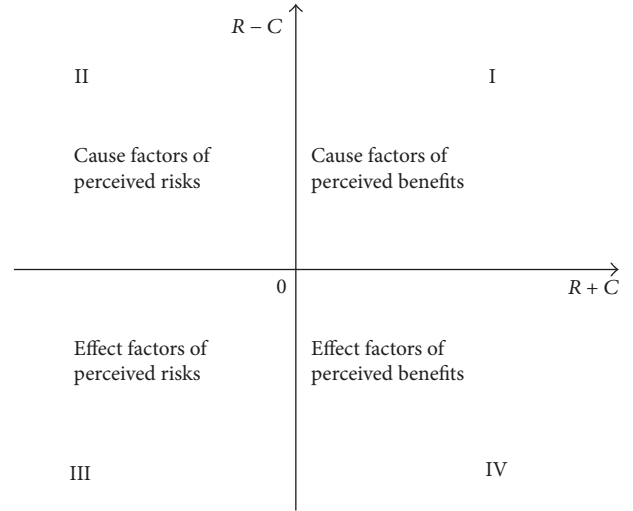 R – C
II
I
Cause factors of
perceived risks
Cause factors of
perceived benefits
0
R + C
Effect factors of
perceived risks
Effect factors of
perceived benefits
III
IV